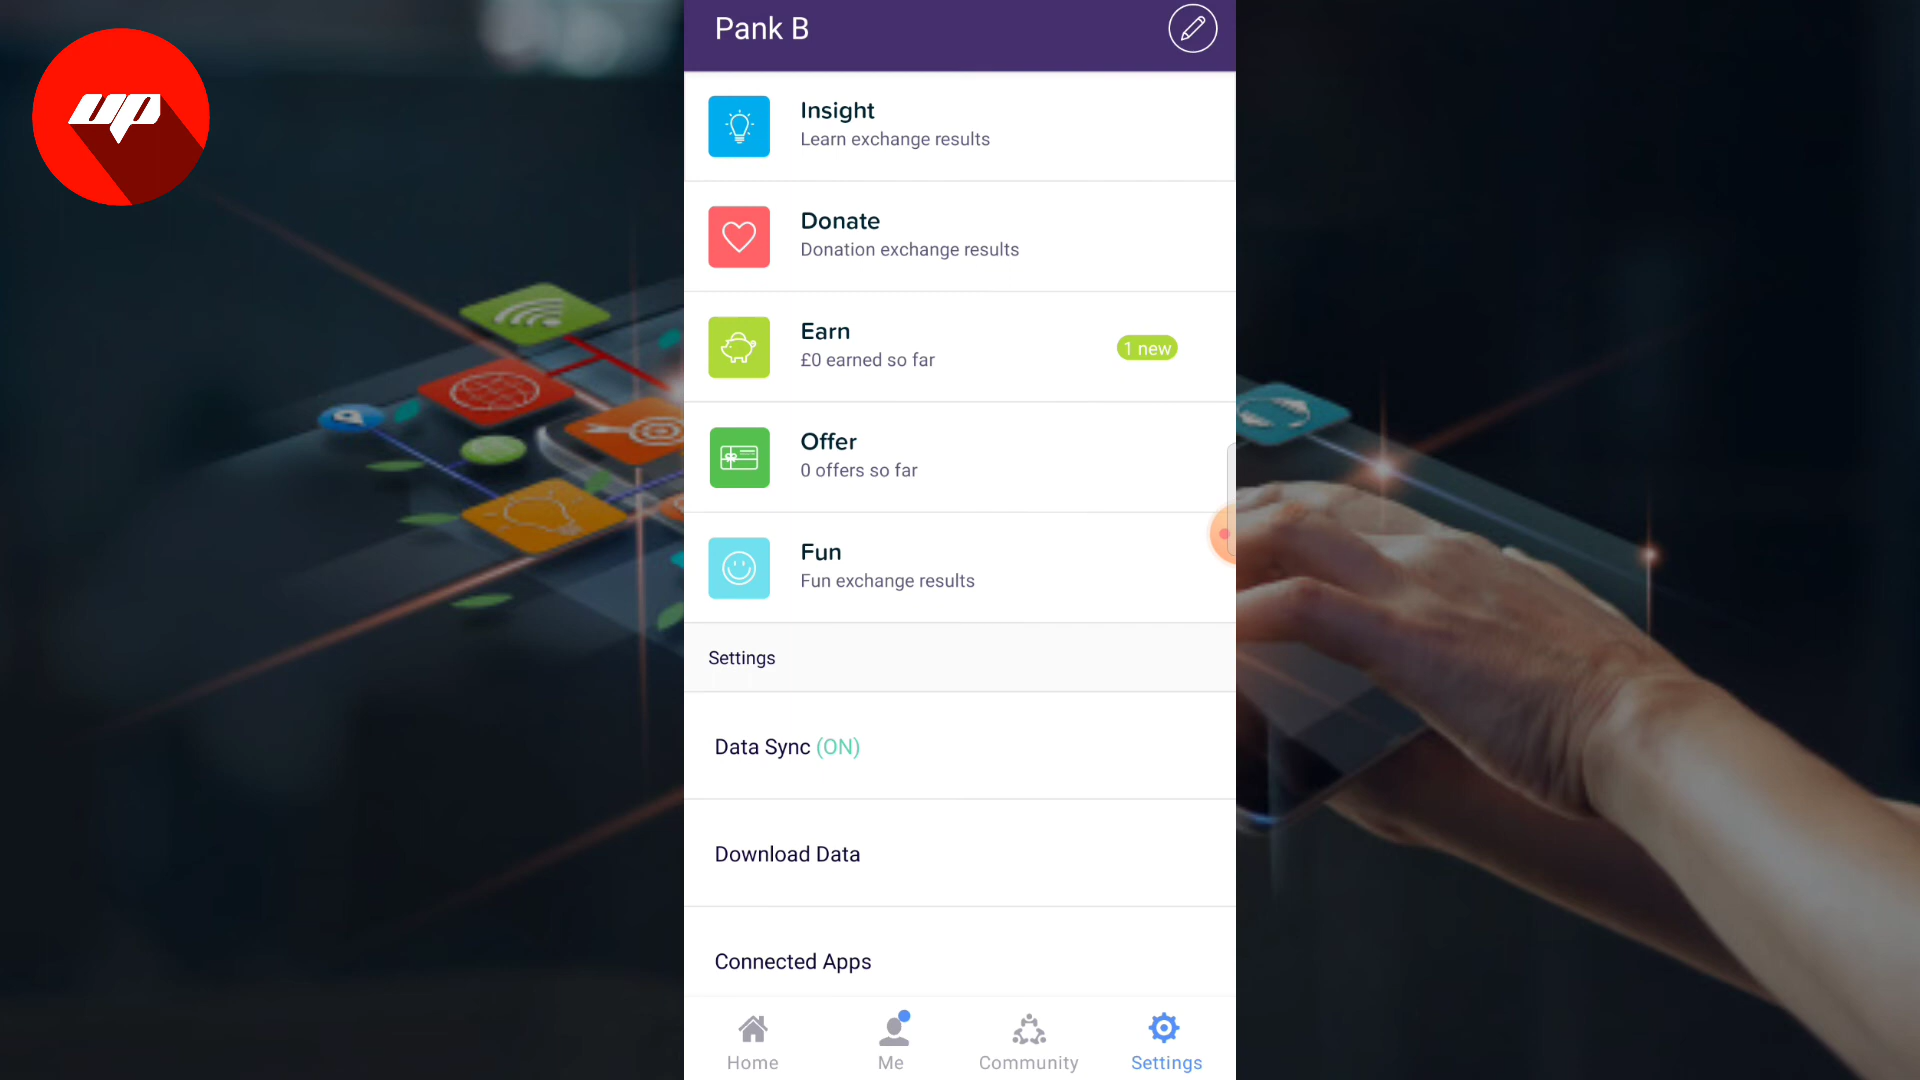 up
Pank B
Insight
Learn exchange results
Donate
Donation exchange results
Earn
£0 earned so far
1 new
Offer
0 offers so far
Fun
Fun exchange results
Settings
Data Sync (ON)
Download Data
Connected Apps
Home
Me
Community
Settings